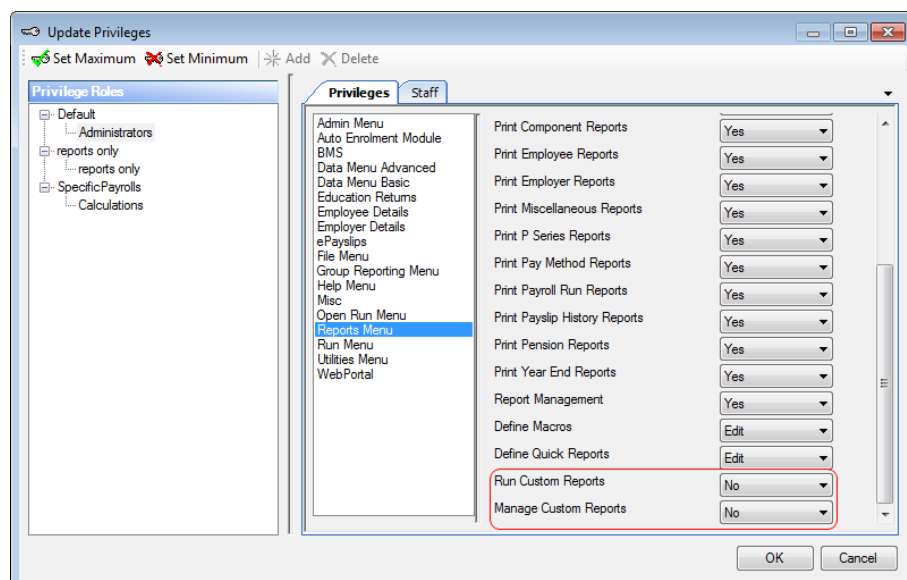 Update Privileges
Set Maximum Set Minimum Add Delete
Privilege Roles
Default
Administrators
reports only
reports only
SpecificPayrolls
Calculations
Privileges Staff
Admin Menu
Auto Enrolment Module
BMS
Data Menu Advanced
Data Menu Basic
Education Returns
Employee Details
Employer Details
ePayslips
File Menu
Group Reporting Menu
Help Menu
Misc
Open Run Menu
Reports Menu
Run Menu
Utilities Menu
WebPortal
Print Component Reports Yes
Print Employee Reports Yes
Print Employer Reports Yes
Print Miscellaneous Reports Yes
Print P Series Reports Yes
Print Pay Method Reports Yes
Print Payroll Run Reports Yes
Print Payslip History Reports Yes
Print Pension Reports Yes
Print Year End Reports Yes
Report Management Yes
Define Macros Edit
Define Quick Reports Edit
Run Custom Reports No
Manage Custom Reports No
OK Cancel